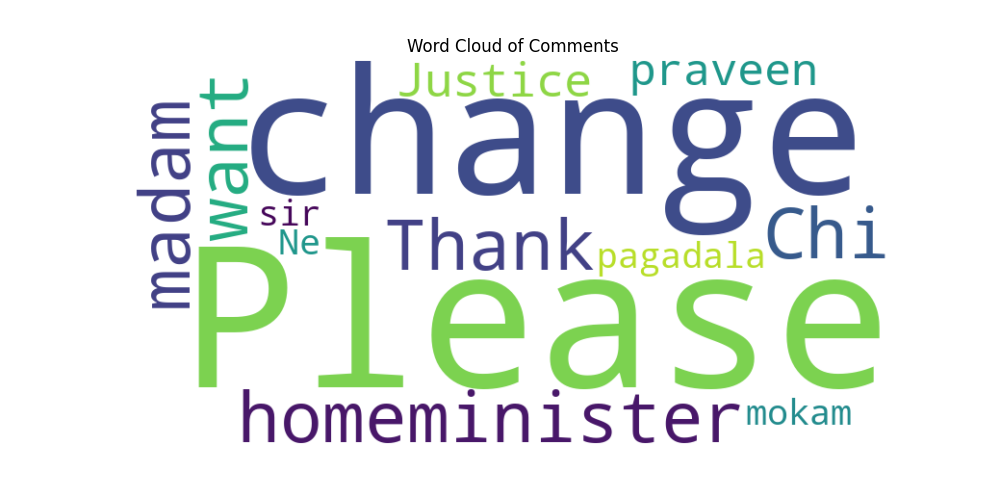 Word Cloud of Comments
Justice
praveen
madam
want
change
sir
Ne
Thank
pagadala
Chi
Please
homeminister
mokam